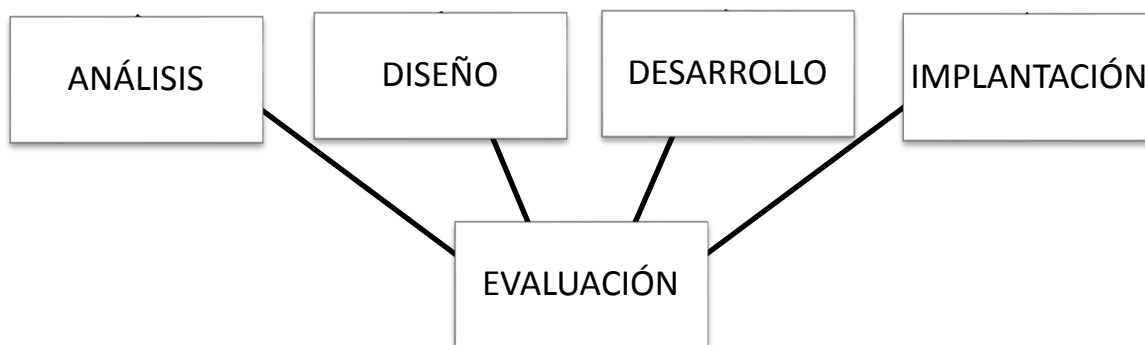 ANÁLISIS
DISEÑO
DESARROLLO
IMPLANTACIÓN
EVALUACIÓN